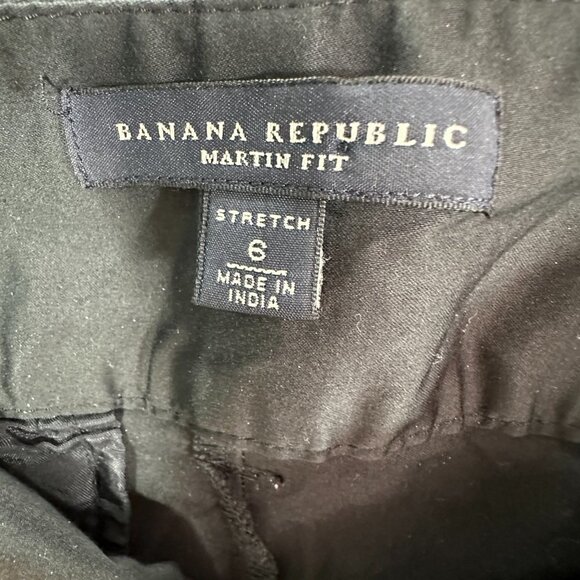 BANANA REPUBLIC
MARTIN FIT
STRETCH
6
MADE IN
INDIA